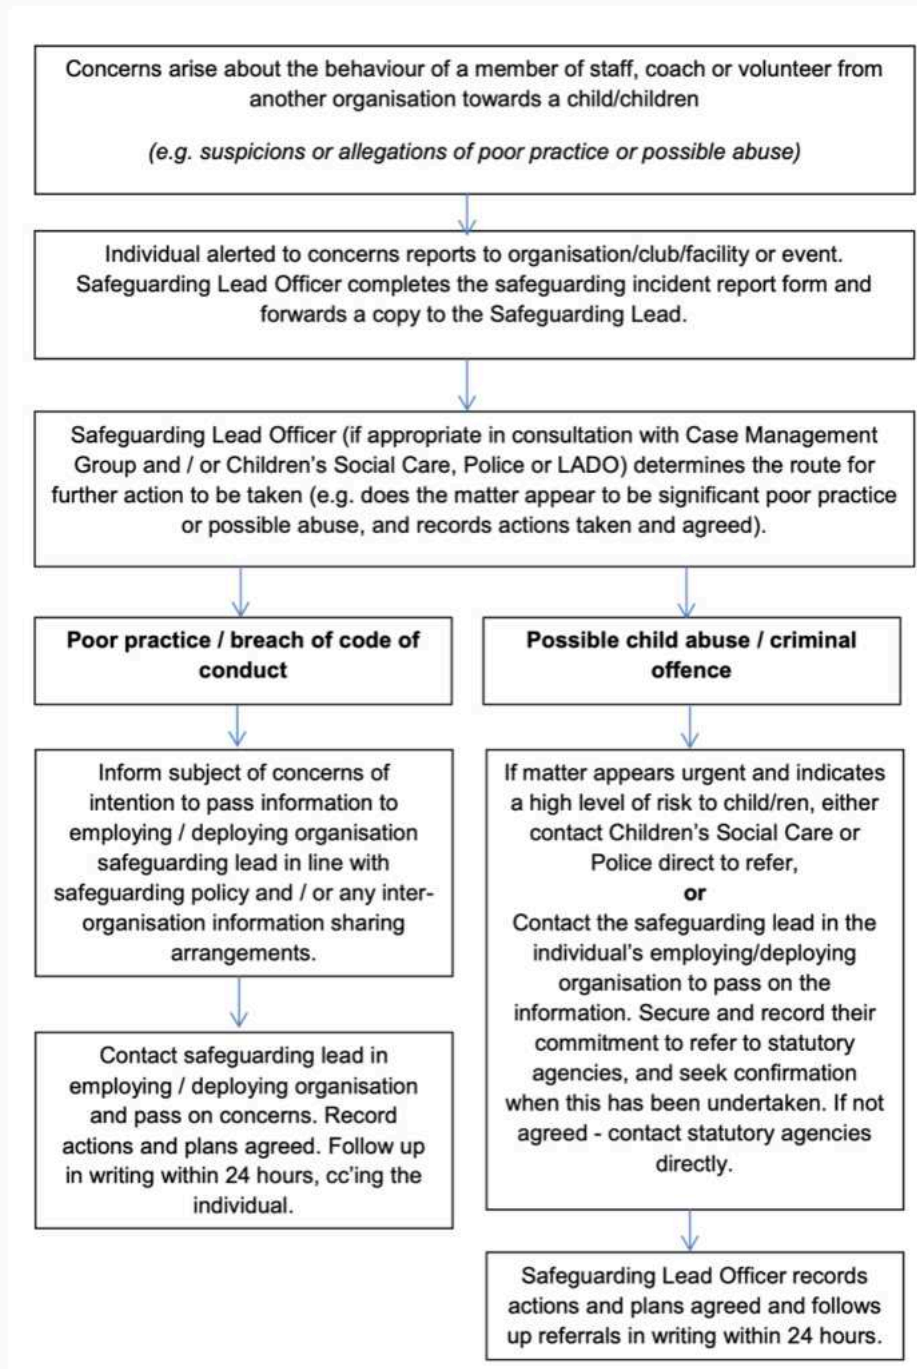 Concerns arise about the behaviour of a member of staff, coach or volunteer from
another organisation towards a child/children
(e.g. suspicions or allegations of poor practice or possible abuse)
Individual alerted to concerns reports to organisation/club/facility or event.
Safeguarding Lead Officer completes the safeguarding incident report form and
forwards a copy to the Safeguarding Lead.
Safeguarding Lead Officer (if appropriate in consultation with Case Management
Group and / or Children's Social Care, Police or LADO) determines the route for
further action to be taken (e.g. does the matter appear to be significant poor practice
or possible abuse, and records actions taken and agreed).
Poor practice / breach of code of
conduct
Inform subject of concerns of
intention to pass information to
employing / deploying organisation
safeguarding lead in line with
safeguarding policy and / or any inter-
organisation information sharing
arrangements.
Contact safeguarding lead in
employing / deploying organisation
and pass on concerns. Record
actions and plans agreed. Follow up
in writing within 24 hours, cc'ing the
individual.
Possible child abuse / criminal
offence
If matter appears urgent and indicates
a high level of risk to child/ren, either
contact Children's Social Care or
Police direct to refer,
or
Contact the safeguarding lead in the
individual's employing/deploying
organisation to pass on the
information. Secure and record their
commitment to refer to statutory
agencies, and seek confirmation
when this has been undertaken. If not
agreed - contact statutory agencies
directly.
Safeguarding Lead Officer records
actions and plans agreed and follows
up referrals in writing within 24 hours.